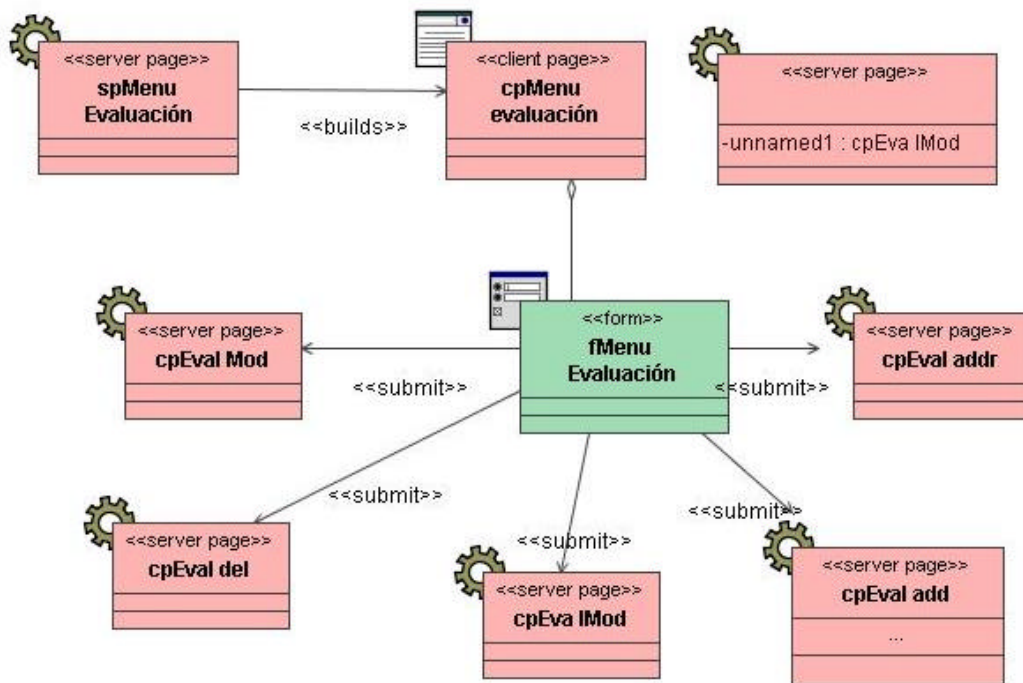 <<server page>>
spMenu
Evaluación
<<builds>>
<<client page>>
cpMenu
evaluación
<<server page>>
-unnamed1 : cpEva lMod
<<server page>>
cpEval Mod
<<submit>>
<<form>>
fMenu
Evaluación
<<submit>>
<<server page>>
cpEval addr
<<submit>>
<<server page>>
cpEval del
<<submit>>
<<server page>>
cpEva lMod
<<submit>>
<<server page>>
cpEval add
...